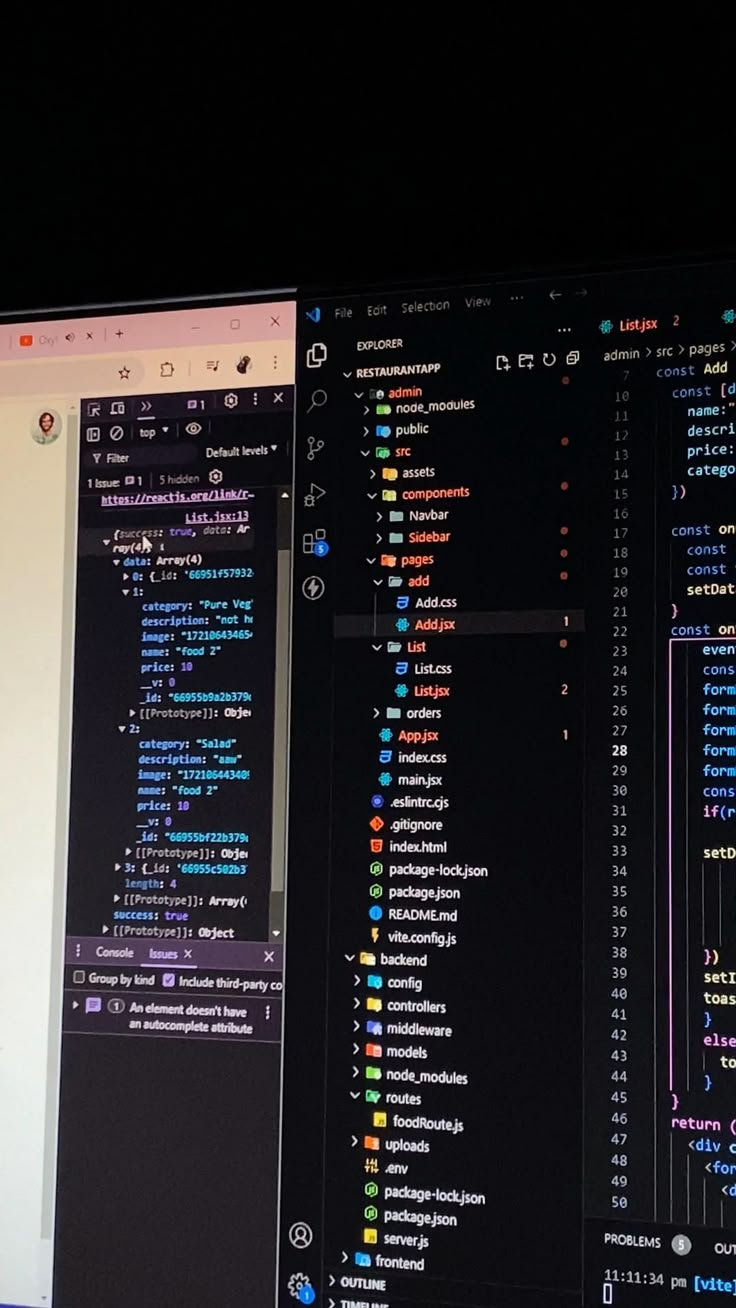 Oxy
top
Filter
Default levels
1 Issue: 1
5 hidden
https://reactjs.org/link/r…
List.jsx:13
{success: true, data: Ar
ray(4)} i
data: Array(4)
0: {_id: "66951f57932
1:
category: "Pure Veg"
description: "not h
image: "17210643465
name: "food 2"
price: 10
__v: 0
_id: "66955b9a2b379
[[Prototype]]: Obje
2:
category: "Salad"
description: "aaw"
image: "1721064434
name: "food 2"
price: 10
__v: 0
_id: "66955bf22b379
[[Prototype]]: Obje
3: {_id: "66955c502b3
length: 4
[[Prototype]]: Array(
success: true
[[Prototype]]: Object
Console
Issues
Group by kind
Include third-party co
1
An element doesn't have
an autocomplete attribute
File Edit Selection View ...
EXPLORER
RESTAURANTAPP
admin
node_modules
public
src
assets
components
Navbar
Sidebar
pages
add
Add.css
Add.jsx 1
List
List.css
List.jsx 2
orders
App.jsx 1
index.css
main.jsx
.eslintrc.cjs
.gitignore
index.html
package-lock.json
package.json
README.md
vite.config.js
backend
config
controllers
middleware
models
node_modules
routes
foodRoute.js
uploads
.env
package-lock.json
package.json
server.js
frontend
OUTLINE
TIMELINE
5
1
List.jsx 2
admin > src > pages >
7 const Add
10 const [d
11 name:"
12 descri
13 price:
14 catego
15 })
16
17 const on
18 const
19 const
20 setDat
21 }
22 const on
23 even
24 cons
25 form
26 form
27 form
28 form
29 form
30 cons
31 if(r
32
33 setD
34
35
36
37
38 })
39 setI
40 toas
41 }
42 else
43 to
44 }
45 }
46 return (
47 <div c
48 <for
49 <d
50
PROBLEMS 5 OU
11:11:34 pm [vite]